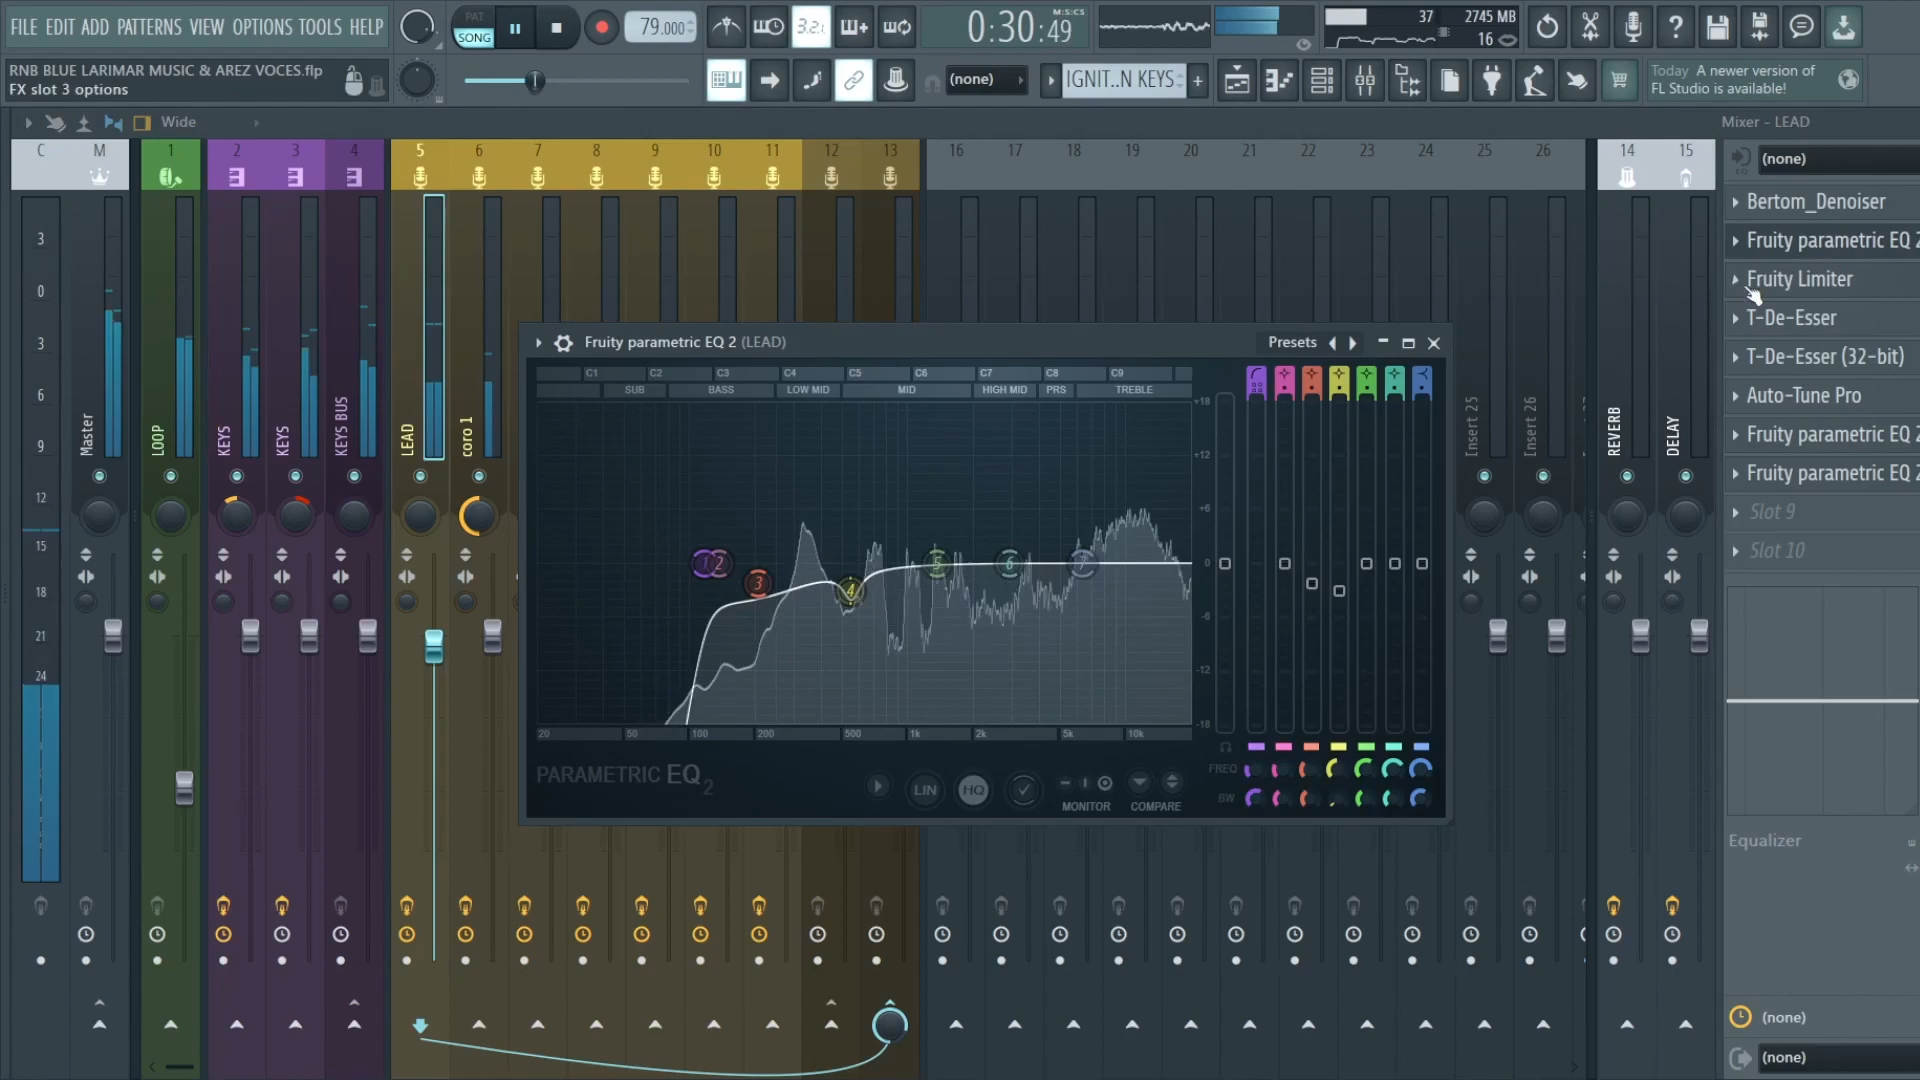 FILE EDIT ADD PATTERNS VIEW OPTIONS TOOLS HELP
PAT
SONG
79.000
3.2.
0:30:49
M:S:CS
37
2745 MB
16
RNB BLUE LARIMAR MUSIC & AREZ VOCES.flp
FX slot 3 options
(none)
IGNIT..N KEYS
Today A newer version of
FL Studio is available!
Wide
Mixer - LEAD
C M 1 2 3 4 5 6 7 8 9 10 11 12 13 16 17 18 19 20 21 22 23 24 25 26 14 15
(none)
Bertom_Denoiser
Fruity parametric EQ 2
Fruity Limiter
T-De-Esser
T-De-Esser (32-bit)
Auto-Tune Pro
Fruity parametric EQ 2
Fruity parametric EQ 2
Slot 9
Slot 10
3
0
3
6
9
12
15
18
21
24
Master
LOOP
KEYS
KEYS
KEYS BUS
LEAD
coro 1
Insert 25
Insert 26
REVERB
DELAY
Fruity parametric EQ 2 (LEAD)
Presets
C1 C2 C3 C4 C5 C6 C7 C8 C9
SUB BASS LOW MID MID HIGH MID PRS TREBLE
+18
+12
+6
0
-6
-12
-18
1 2 3 4 5 6 7
20 50 100 200 500 1k 2k 5k 10k
PARAMETRIC EQ 2
LIN
HQ
MONITOR
COMPARE
FREQ
BW
Equalizer
(none)
(none)